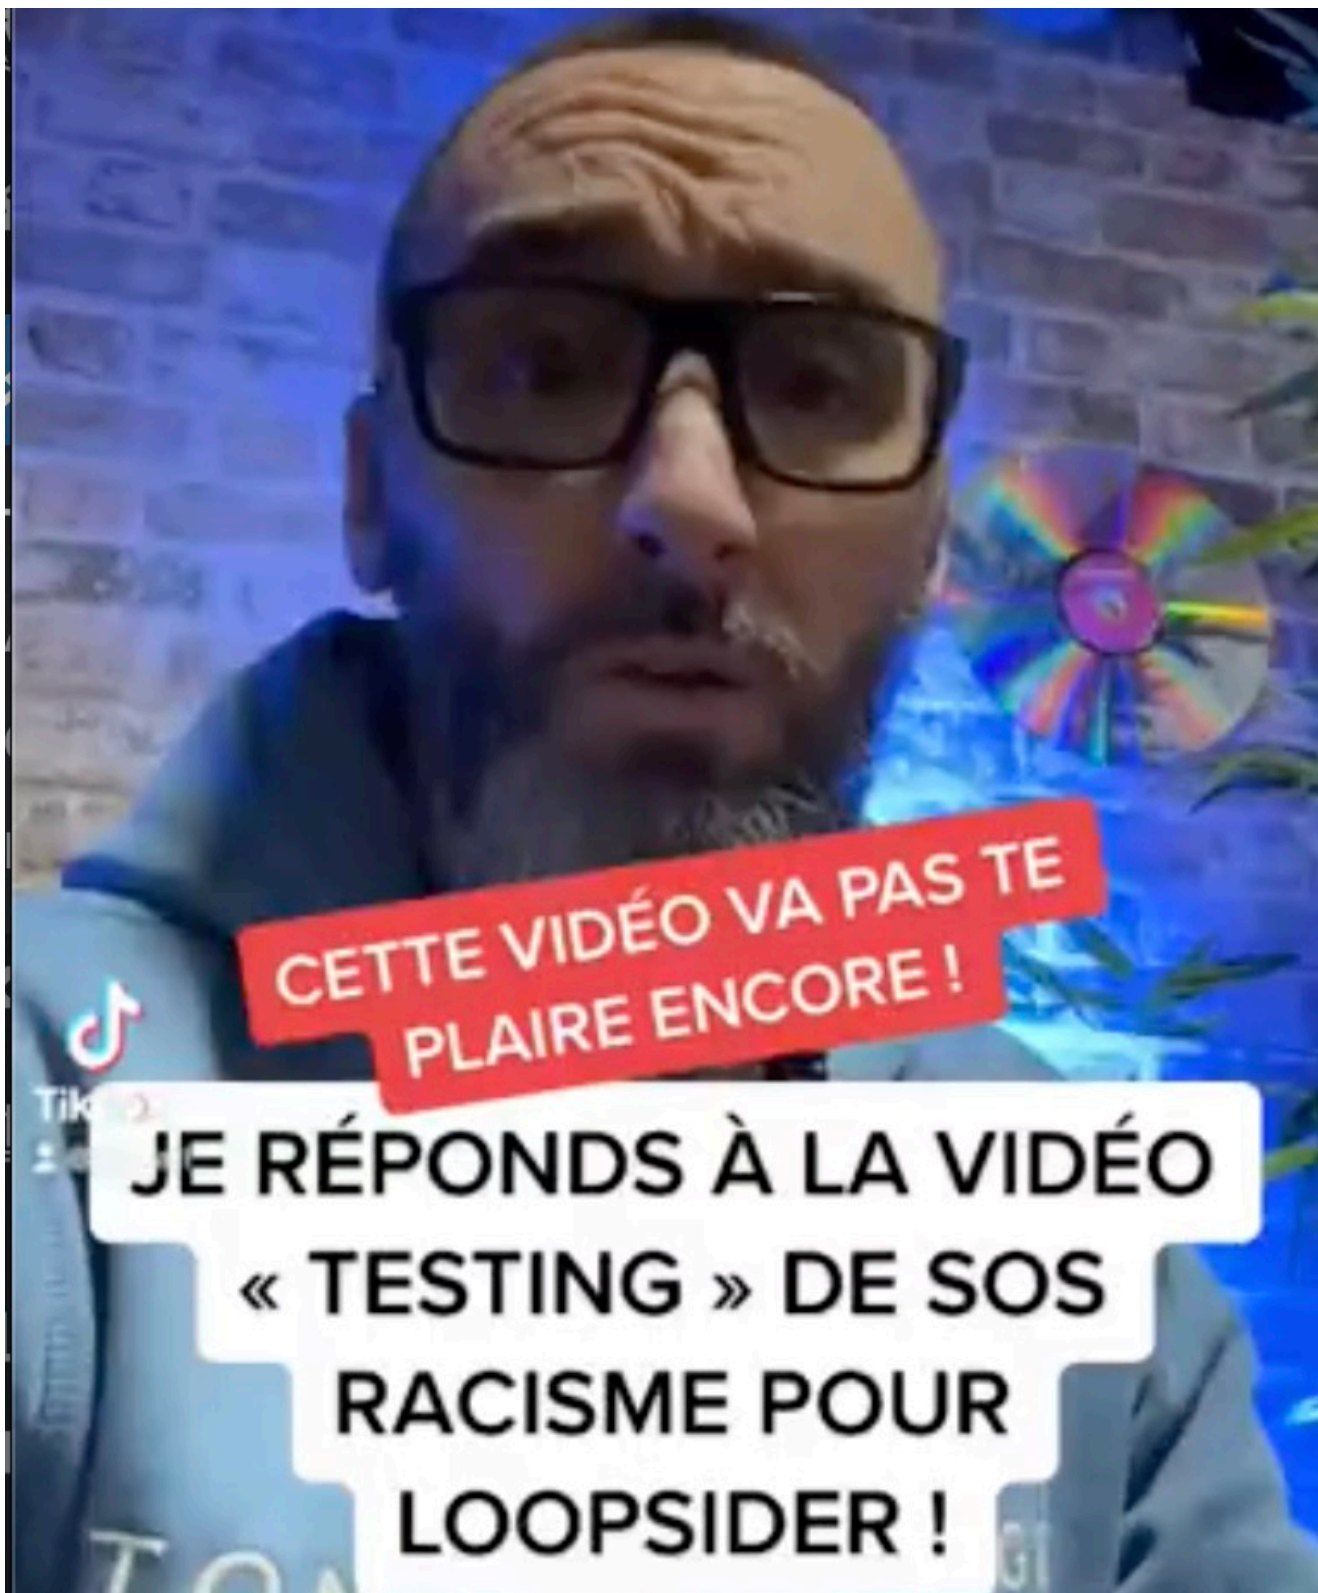 CETTE VIDÉO VA PAS TE
PLAIRE ENCORE !
JE RÉPONDS À LA VIDÉO
« TESTING » DE SOS
RACISME POUR
LOOPSIDER !